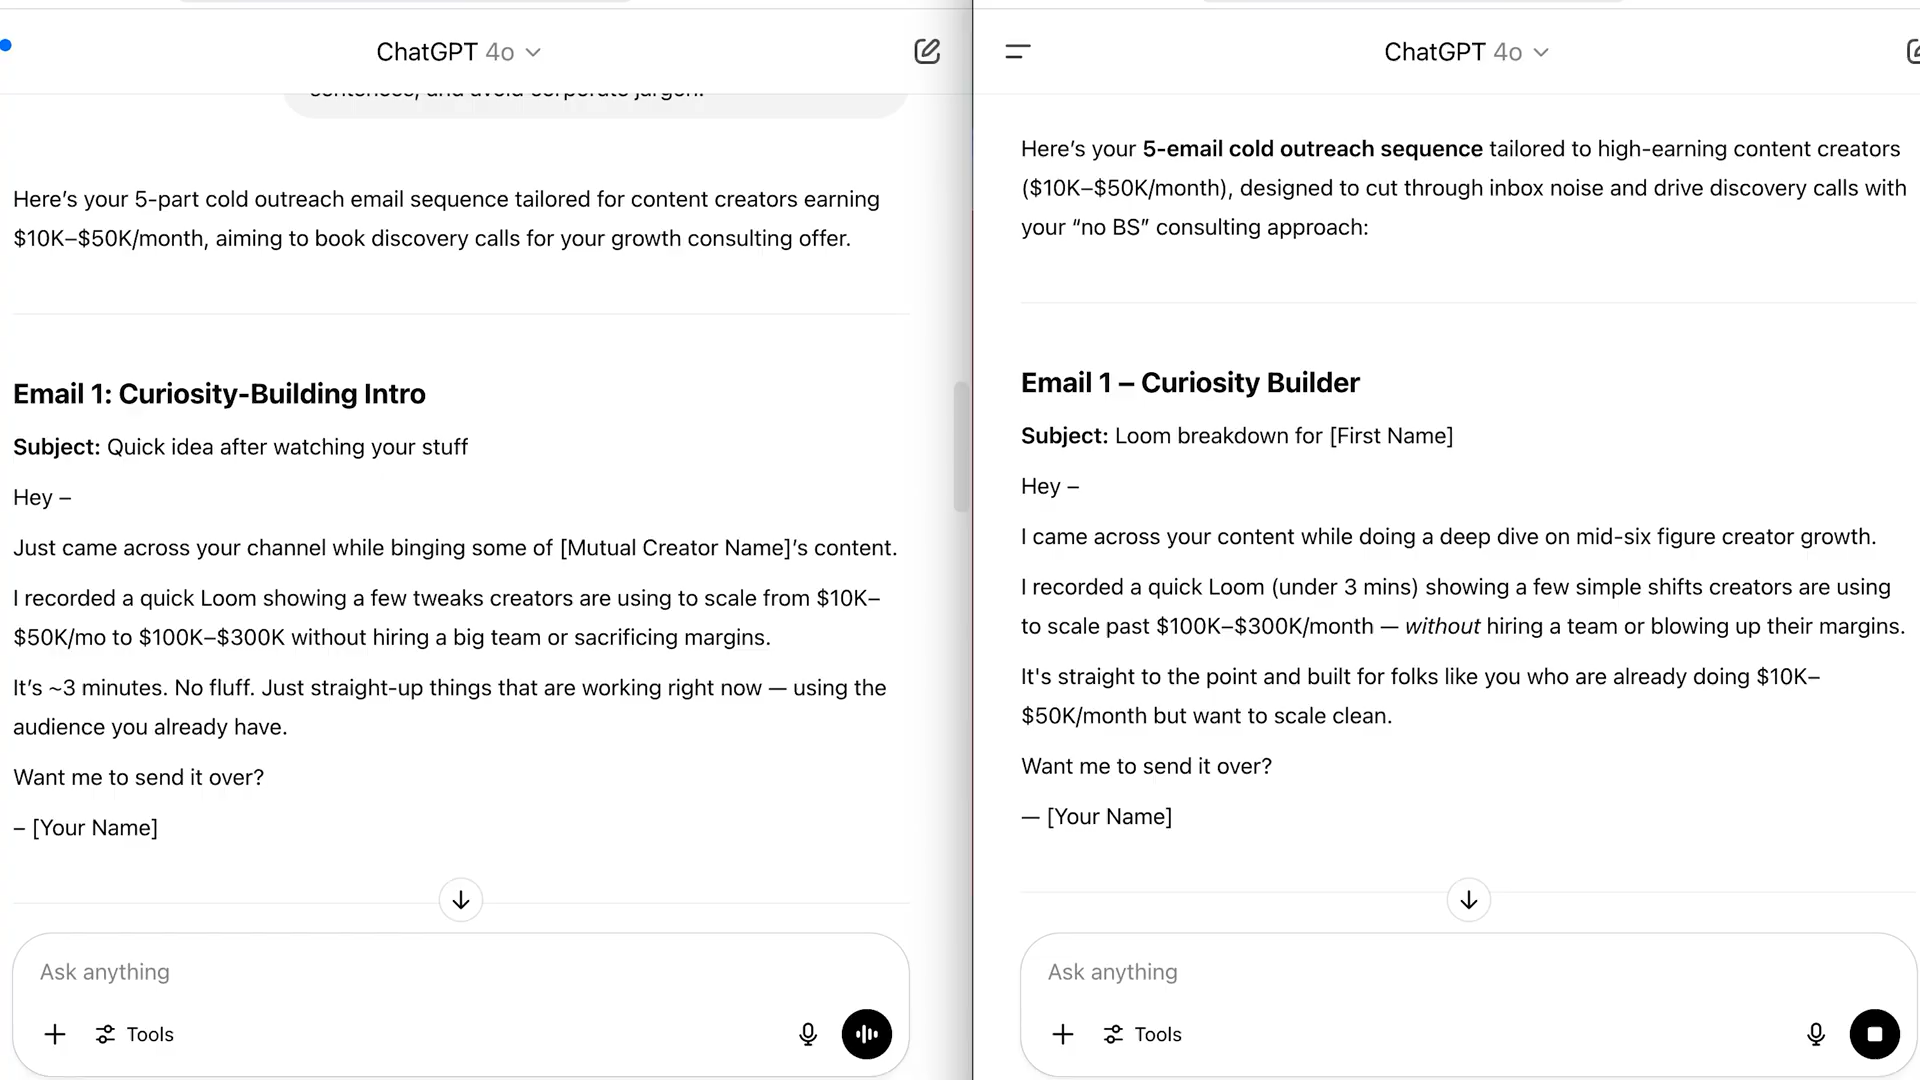 ChatGPT 4o
sentences, and avoid corporate jargon.
Here’s your 5-part cold outreach email sequence tailored for content creators earning
$10K–$50K/month, aiming to book discovery calls for your growth consulting offer.
Email 1: Curiosity-Building Intro
Subject: Quick idea after watching your stuff
Hey –
Just came across your channel while binging some of [Mutual Creator Name]’s content.
I recorded a quick Loom showing a few tweaks creators are using to scale from $10K–
$50K/mo to $100K–$300K without hiring a big team or sacrificing margins.
It’s ~3 minutes. No fluff. Just straight-up things that are working right now — using the
audience you already have.
Want me to send it over?
– [Your Name]
Ask anything
Tools
ChatGPT 4o
Here’s your 5-email cold outreach sequence tailored to high-earning content creators
($10K–$50K/month), designed to cut through inbox noise and drive discovery calls with
your “no BS” consulting approach:
Email 1 – Curiosity Builder
Subject: Loom breakdown for [First Name]
Hey –
I came across your content while doing a deep dive on mid-six figure creator growth.
I recorded a quick Loom (under 3 mins) showing a few simple shifts creators are using
to scale past $100K–$300K/month — without hiring a team or blowing up their margins.
It's straight to the point and built for folks like you who are already doing $10K–
$50K/month but want to scale clean.
Want me to send it over?
— [Your Name]
Ask anything
Tools